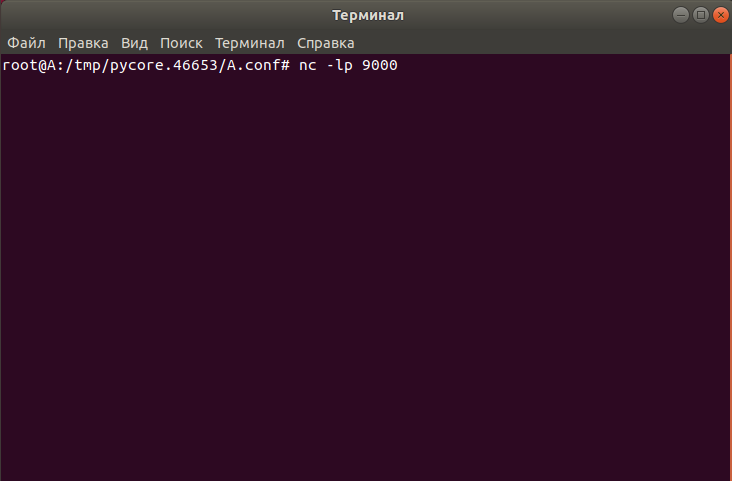 Терминал
Файл Правка Вид Поиск Терминал Справка
root@A:/tmp/pycore.46653/A.conf# nc -lp 9000